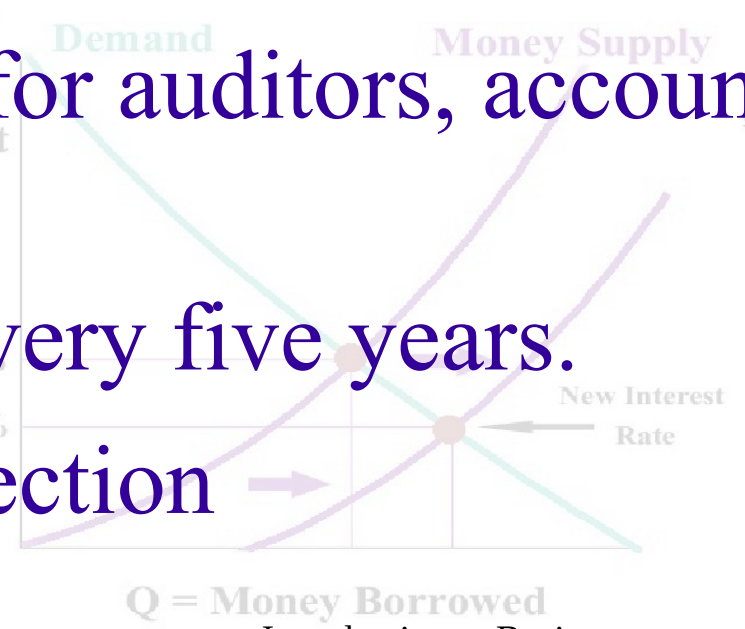 Demand Money Supply
for auditors, accoun
t
very five years.
New Interest
Rate
ection
Q = Money Borrowed